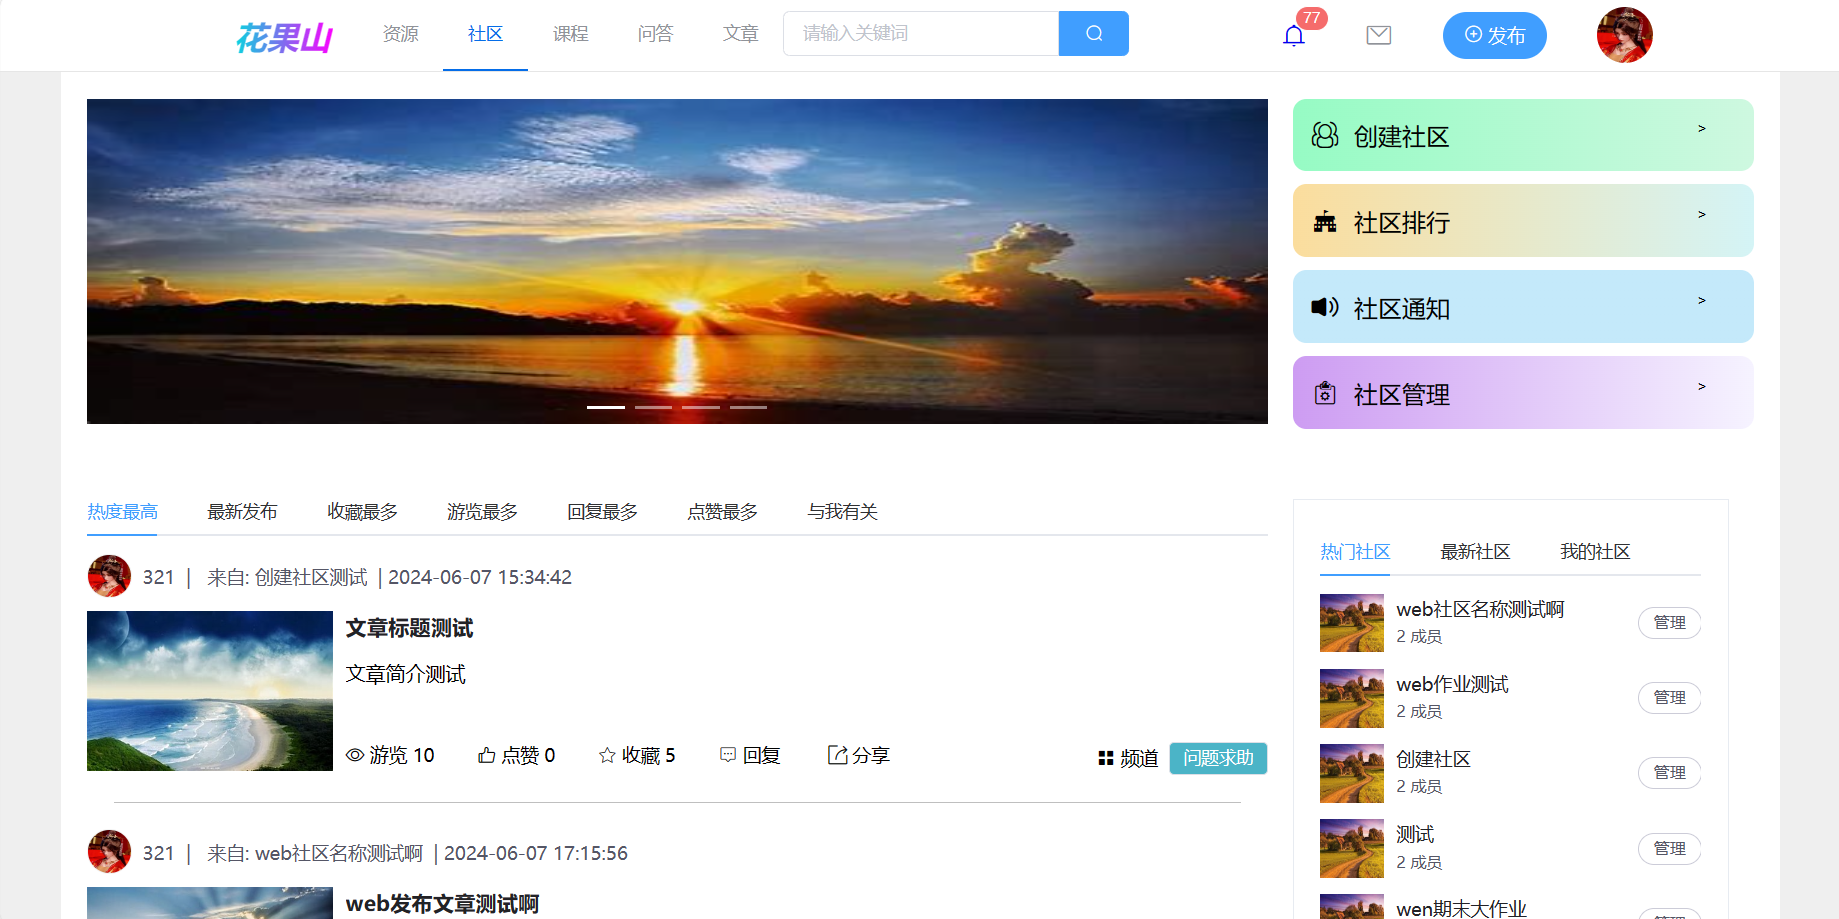 花果山 资源 社区 课程 问答 文章 请输入关键词 77 发布
创建社区 >
社区排行 >
社区通知 >
社区管理 >
热度最高 最新发布 收藏最多 游览最多 回复最多 点赞最多 与我有关
321 | 来自: 创建社区测试 | 2024-06-07 15:34:42
文章标题测试
文章简介测试
游览 10 点赞 0 收藏 5 回复 分享 频道 问题求助
321 | 来自: web社区名称测试啊 | 2024-06-07 17:15:56
web发布文章测试啊
热门社区 最新社区 我的社区
web社区名称测试啊
2 成员 管理
web作业测试
2 成员 管理
创建社区
2 成员 管理
测试
2 成员 管理
wen期末大作业